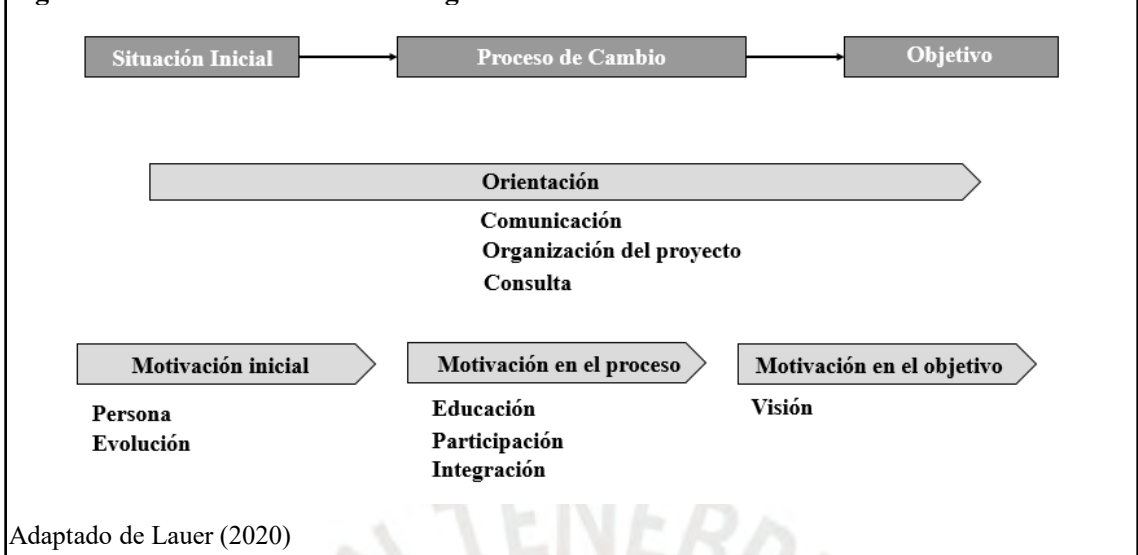 Situación Inicial
Proceso de Cambio
Objetivo
Orientación
Comunicación
Organización del proyecto
Consulta
Motivación inicial
Motivación en el proceso
Motivación en el objetivo
Persona
Evolución
Educación
Participación
Integración
Visión
Adaptado de Lauer (2020)